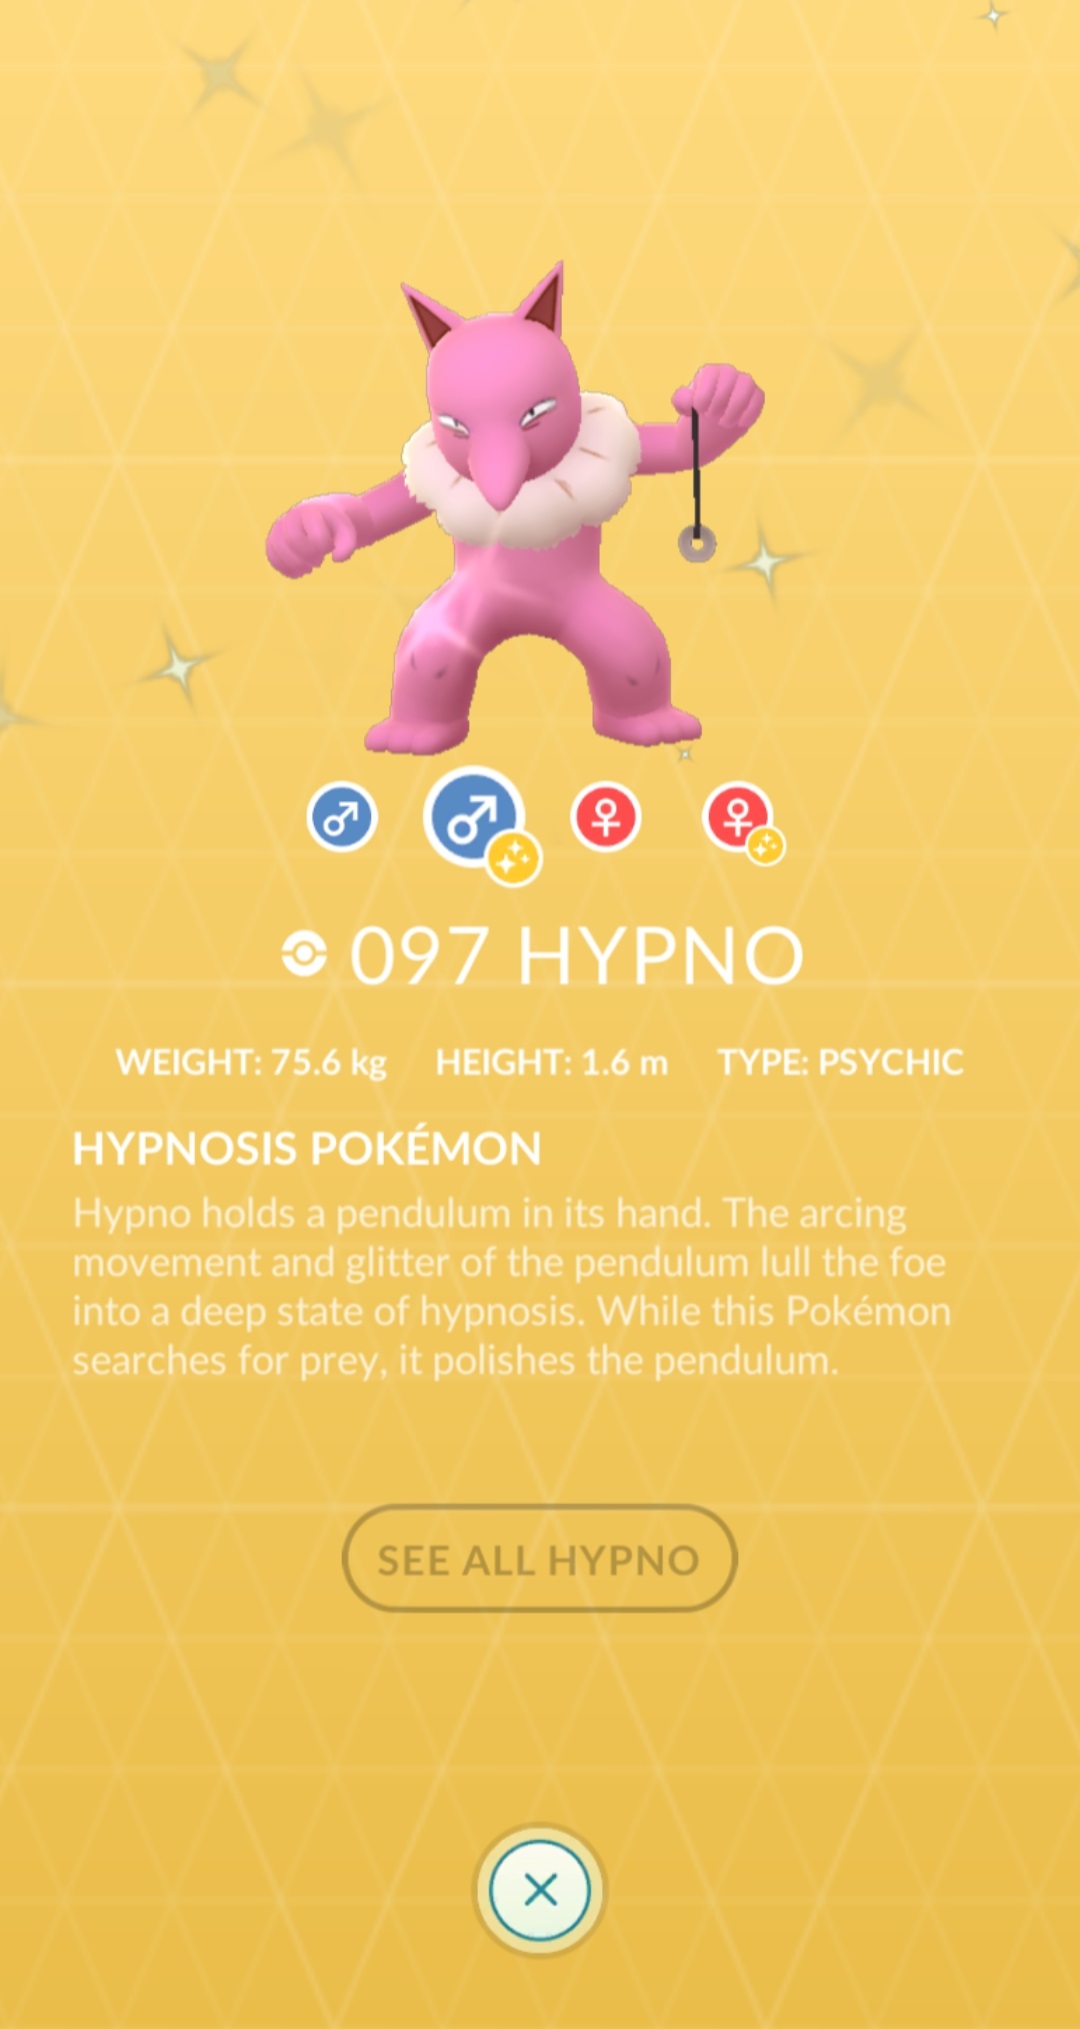 097 HYPNO
WEIGHT: 75.6 kg HEIGHT: 1.6 m TYPE: PSYCHIC
HYPNOSIS POKÉMON
Hypno holds a pendulum in its hand. The arcing
movement and glitter of the pendulum lull the foe
into a deep state of hypnosis. While this Pokémon
searches for prey, it polishes the pendulum.
SEE ALL HYPNO